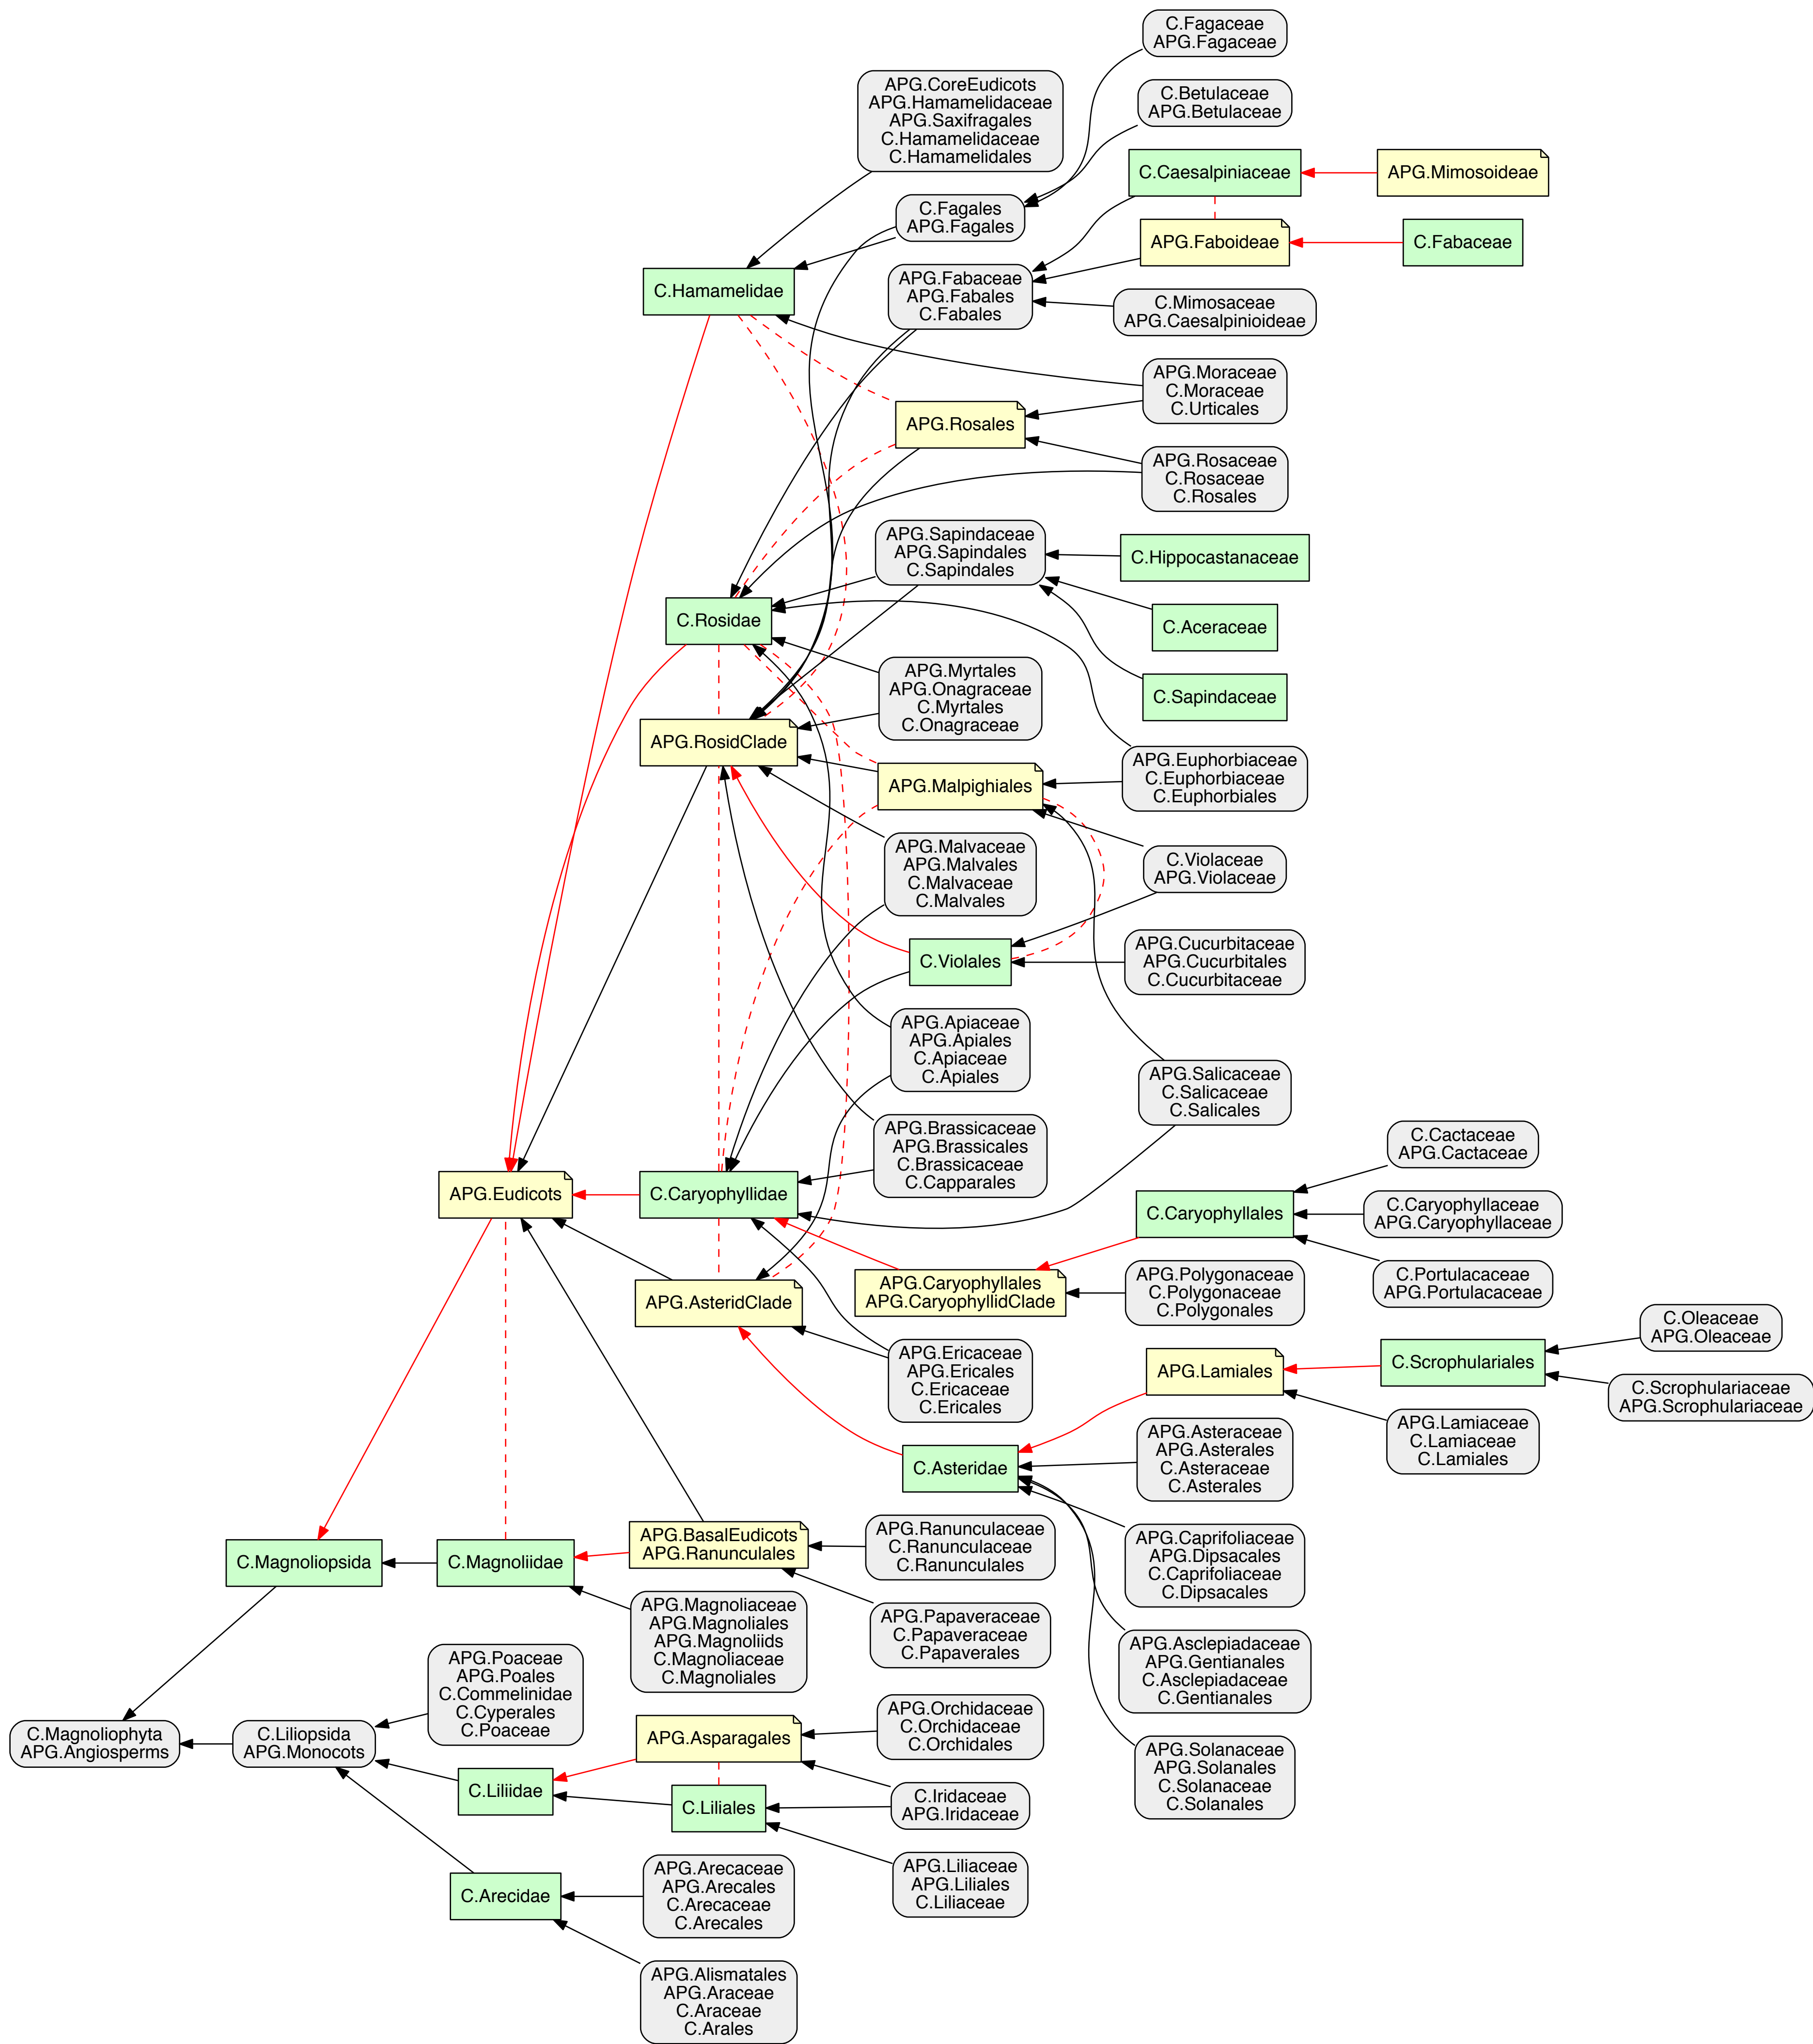 C.Fagaceae
APG.Fagaceae
APG.CoreEudicots
APG.Hamamelidaceae
APG.Saxifragales
C.Hamamelidaceae
C.Hamamelidales
C.Betulaceae
APG.Betulaceae
C.Caesalpiniaceae
APG.Mimosoideae
C.Fagales
APG.Fagales
APG.Faboideae
C.Fabaceae
C.Hamamelidae
APG.Fabaceae
APG.Fabales
C.Fabales
C.Mimosaceae
APG.Caesalpinioideae
APG.Moraceae
C.Moraceae
C.Urticales
APG.Rosales
APG.Rosaceae
C.Rosaceae
C.Rosales
APG.Sapindaceae
APG.Sapindales
C.Sapindales
C.Hippocastanaceae
C.Rosidae
C.Aceraceae
APG.Myrtales
APG.Onagraceae
C.Myrtales
C.Onagraceae
C.Sapindaceae
APG.RosidClade
APG.Malpighiales
APG.Euphorbiaceae
C.Euphorbiaceae
C.Euphorbiales
APG.Malvaceae
APG.Malvales
C.Malvaceae
C.Malvales
C.Violaceae
APG.Violaceae
C.Violales
APG.Cucurbitaceae
APG.Cucurbitales
C.Cucurbitaceae
APG.Apiaceae
APG.Apiales
C.Apiaceae
C.Apiales
APG.Salicaceae
C.Salicaceae
C.Salicales
APG.Brassicaceae
APG.Brassicales
C.Brassicaceae
C.Capparales
C.Cactaceae
APG.Cactaceae
APG.Eudicots
C.Caryophyllidae
C.Caryophyllales
C.Caryophyllaceae
APG.Caryophyllaceae
APG.AsteridClade
APG.Caryophyllales
APG.CaryophyllidClade
APG.Polygonaceae
C.Polygonaceae
C.Polygonales
C.Portulacaceae
APG.Portulacaceae
C.Oleaceae
APG.Oleaceae
APG.Ericaceae
APG.Ericales
C.Ericaceae
C.Ericales
APG.Lamiales
C.Scrophulariales
C.Scrophulariaceae
APG.Scrophulariaceae
APG.Lamiaceae
C.Lamiaceae
C.Lamiales
C.Asteridae
APG.Asteraceae
APG.Asterales
C.Asteraceae
C.Asterales
C.Magnoliopsida
C.Magnoliidae
APG.BasalEudicots
APG.Ranunculales
APG.Ranunculaceae
C.Ranunculaceae
C.Ranunculales
APG.Caprifoliaceae
APG.Dipsacales
C.Caprifoliaceae
C.Dipsacales
APG.Magnoliaceae
APG.Magnoliales
APG.Magnoliids
C.Magnoliaceae
C.Magnoliales
APG.Papaveraceae
C.Papaveraceae
C.Papaverales
APG.Asclepiadaceae
APG.Gentianales
C.Asclepiadaceae
C.Gentianales
APG.Poaceae
APG.Poales
C.Commelinidae
C.Cyperales
C.Poaceae
C.Magnoliophyta
APG.Angiosperms
C.Liliopsida
APG.Monocots
APG.Asparagales
APG.Orchidaceae
C.Orchidaceae
C.Orchidales
APG.Solanaceae
APG.Solanales
C.Solanaceae
C.Solanales
C.Liliidae
C.Liliales
C.Iridaceae
APG.Iridaceae
C.Arecidae
APG.Arecaceae
APG.Arecales
C.Arecaceae
C.Arecales
APG.Liliaceae
APG.Liliales
C.Liliaceae
APG.Alismatales
APG.Araceae
C.Araceae
C.Arales